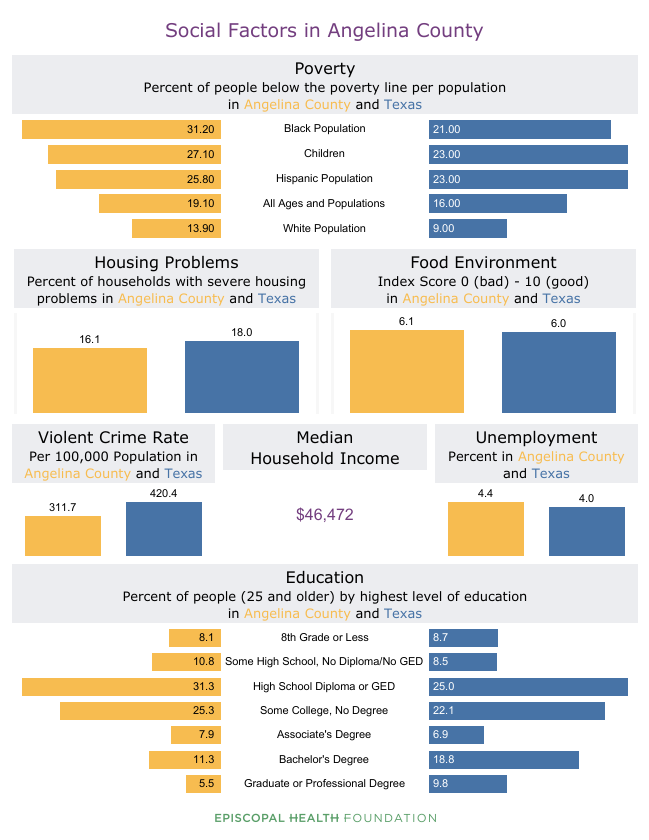 Social Factors in Angelina County
Poverty
Percent of people below the poverty line per population
in Angelina County and Texas
31.20 Black Population 21.00
27.10 Children 23.00
25.80 Hispanic Population 23.00
19.10 All Ages and Populations 16.00
13.90 White Population 9.00
Housing Problems
Percent of households with severe housing
problems in Angelina County and Texas
16.1 18.0
Food Environment
Index Score 0 (bad) - 10 (good)
in Angelina County and Texas
6.1 6.0
Violent Crime Rate
Per 100,000 Population in
Angelina County and Texas
311.7 420.4
Median
Household Income
$46,472
Unemployment
Percent in Angelina County
and Texas
4.4 4.0
Education
Percent of people (25 and older) by highest level of education
in Angelina County and Texas
8.1 8th Grade or Less 8.7
10.8 Some High School, No Diploma/No GED 8.5
31.3 High School Diploma or GED 25.0
25.3 Some College, No Degree 22.1
7.9 Associate's Degree 6.9
11.3 Bachelor's Degree 18.8
5.5 Graduate or Professional Degree 9.8
EPISCOPAL HEALTH FOUNDATION